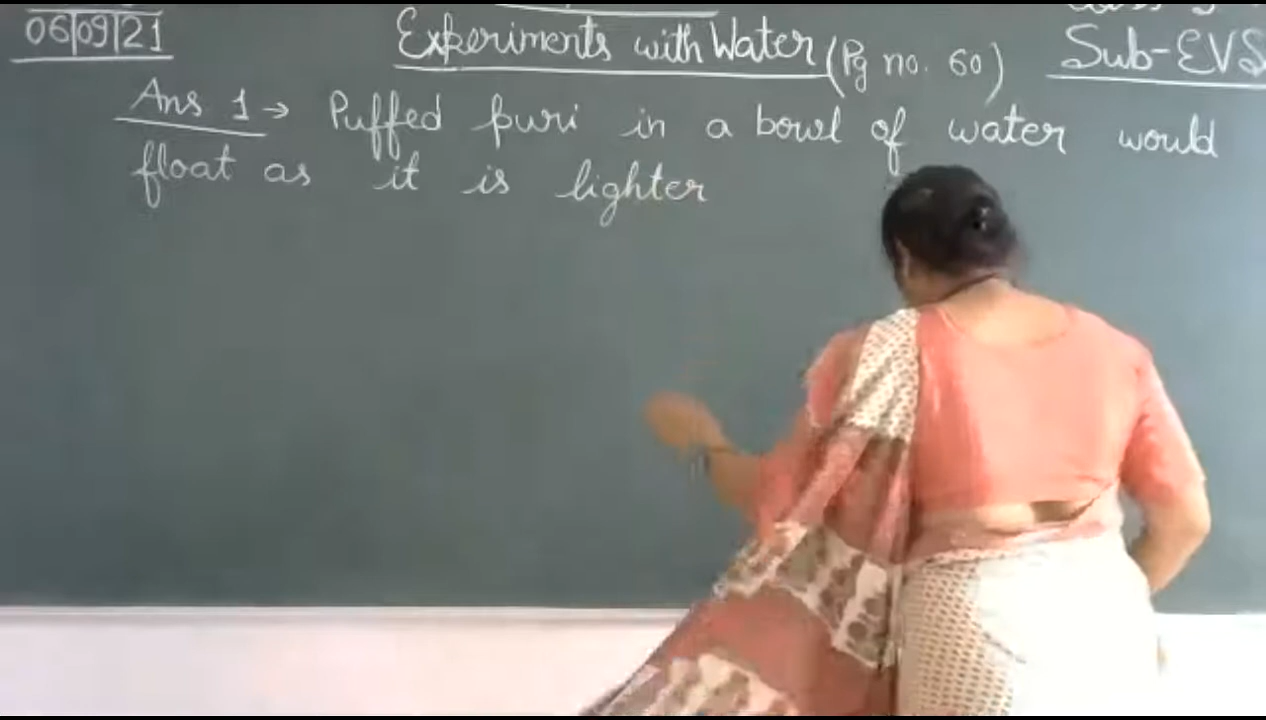 06|09|21
Experiments with Water (Pg no. 60)
Sub-EVS
Ans 1 → Puffed puri in a bowl of water would
float as it is lighter